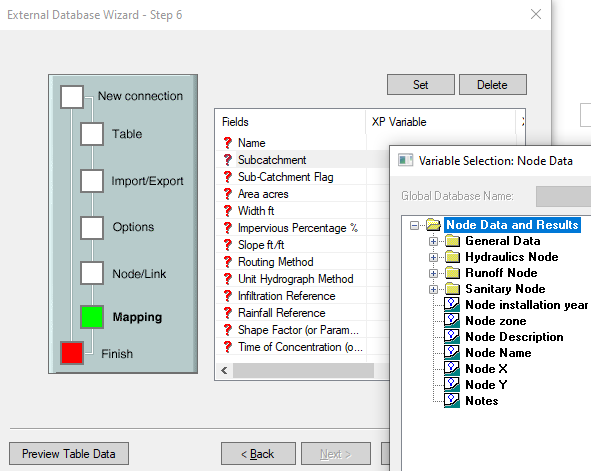 External Database Wizard - Step 6
New connection
Table
Import/Export
Options
Node/Link
Mapping
Finish
Set
Delete
Fields
XP Variable
Name
Subcatchment
Sub-Catchment Flag
Area acres
Width ft
Impervious Percentage %
Slope ft/ft
Routing Method
Unit Hydrograph Method
Infiltration Reference
Rainfall Reference
Shape Factor (or Param...
Time of Concentration (o...
Preview Table Data
< Back
Next >
Variable Selection: Node Data
Global Database Name:
Node Data and Results
General Data
Hydraulics Node
Runoff Node
Sanitary Node
Node installation year
Node zone
Node Description
Node Name
Node X
Node Y
Notes